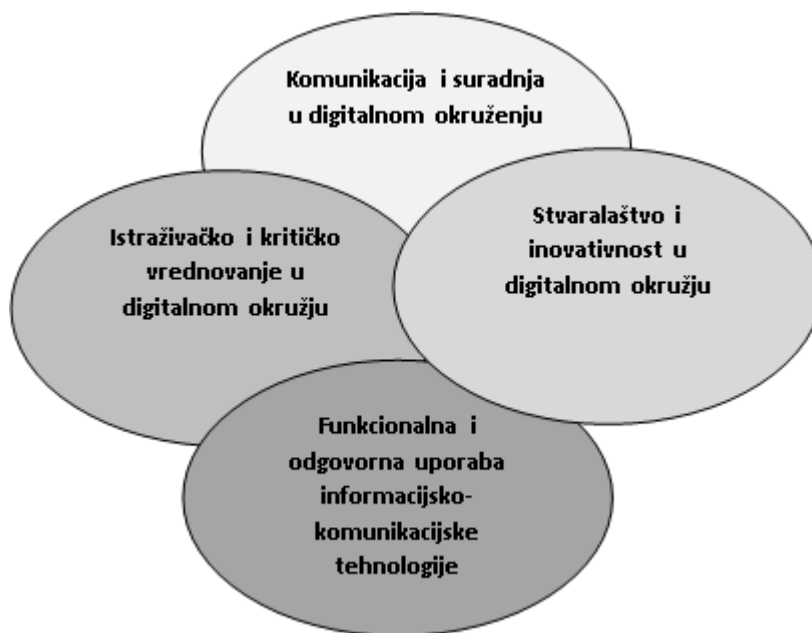 Komunikacija i suradnja
u digitalnom okruženju
Istraživačko i kritičko
vrednovanje u
digitalnom okružju
Stvaralaštvo i
inovativnost u
digitalnom okružju
Funkcionalna i
odgovorna uporaba
informacijsko-
komunikacijske
tehnologije